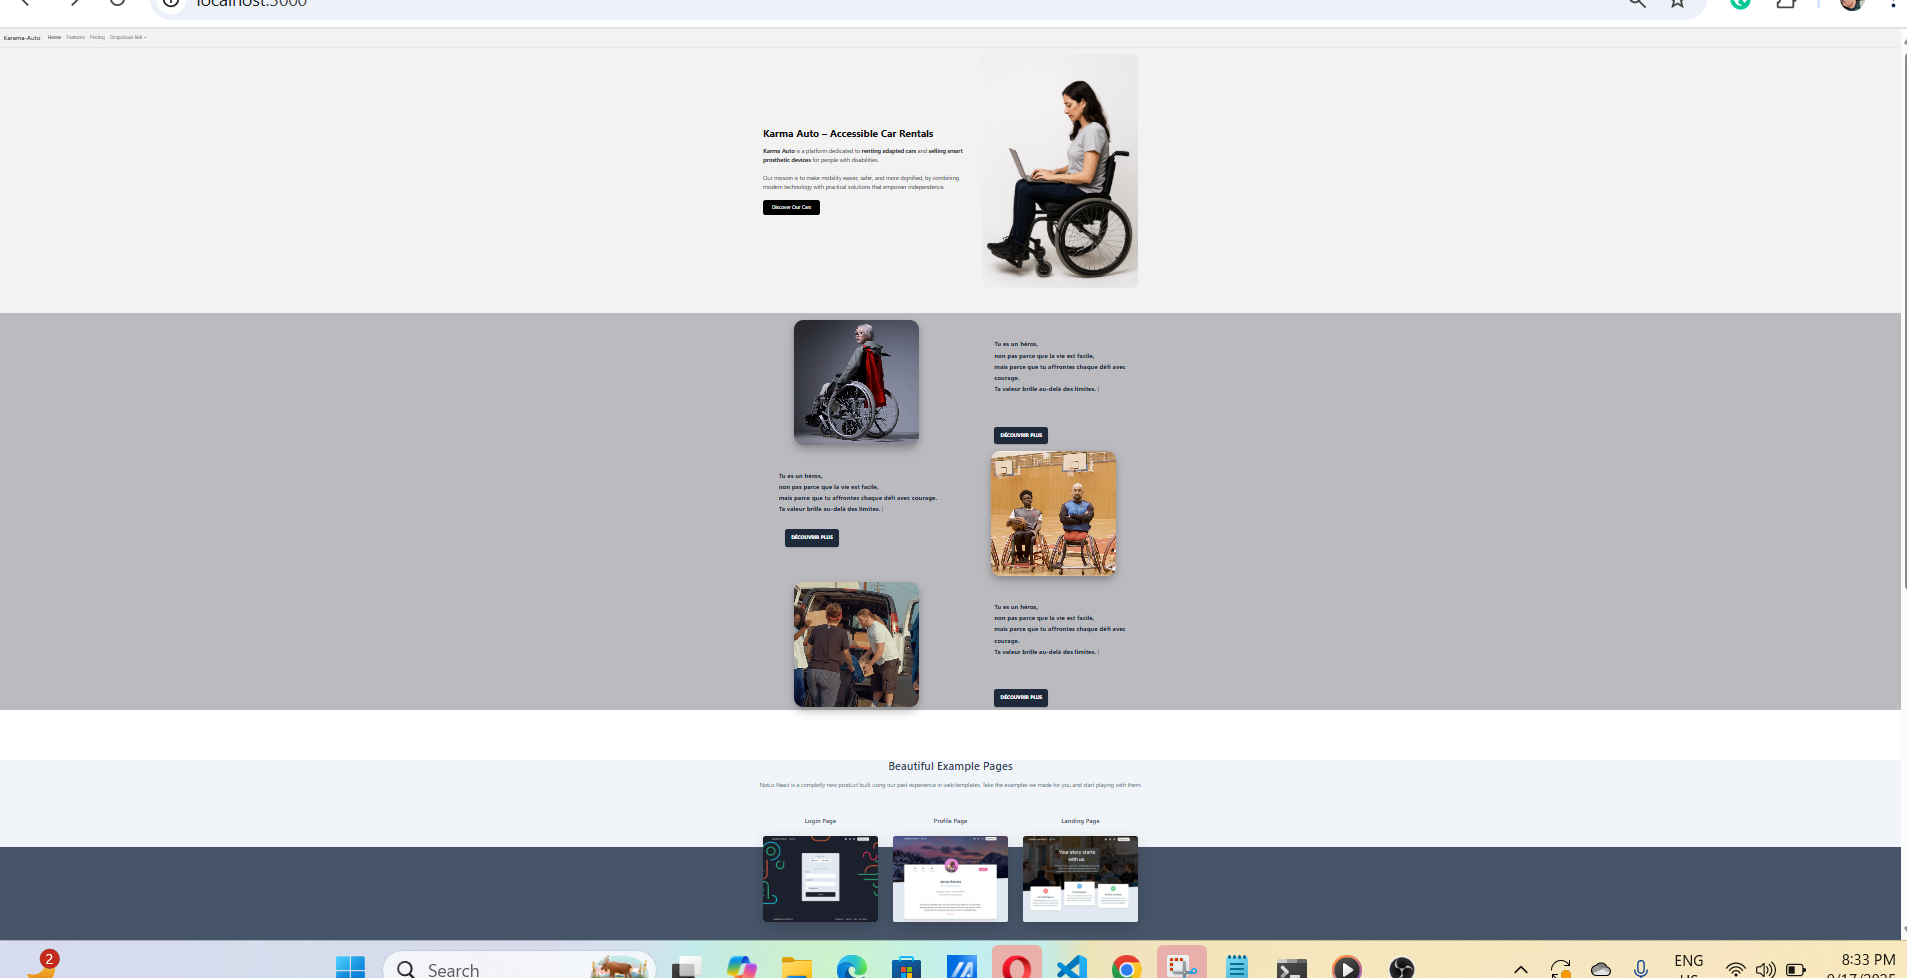 localhost:3000
Karama-Auto Home Features Pricing Dropdown link
Karma Auto – Accessible Car Rentals
Karma Auto is a platform dedicated to renting adapted cars and selling smart
prosthetic devices for people with disabilities.
Our mission is to make mobility easier, safer, and more dignified, by combining
modern technology with practical solutions that empower independence.
Discover Our Cars
Tu es un héros,
non pas parce que la vie est facile,
mais parce que tu affrontes chaque défi avec
courage.
Ta valeur brille au-delà des limites. |
DÉCOUVRIR PLUS
Tu es un héros,
non pas parce que la vie est facile,
mais parce que tu affrontes chaque défi avec courage.
Ta valeur brille au-delà des limites. |
DÉCOUVRIR PLUS
Tu es un héros,
non pas parce que la vie est facile,
mais parce que tu affrontes chaque défi avec
courage.
Ta valeur brille au-delà des limites. |
DÉCOUVRIR PLUS
Beautiful Example Pages
Notus React is a completly new product built using our past experience in web templates. Take the examples we made for you and start playing with them.
Login Page
Profile Page
Landing Page
Your story starts
with us.
2
Search
ENG
8:33 PM